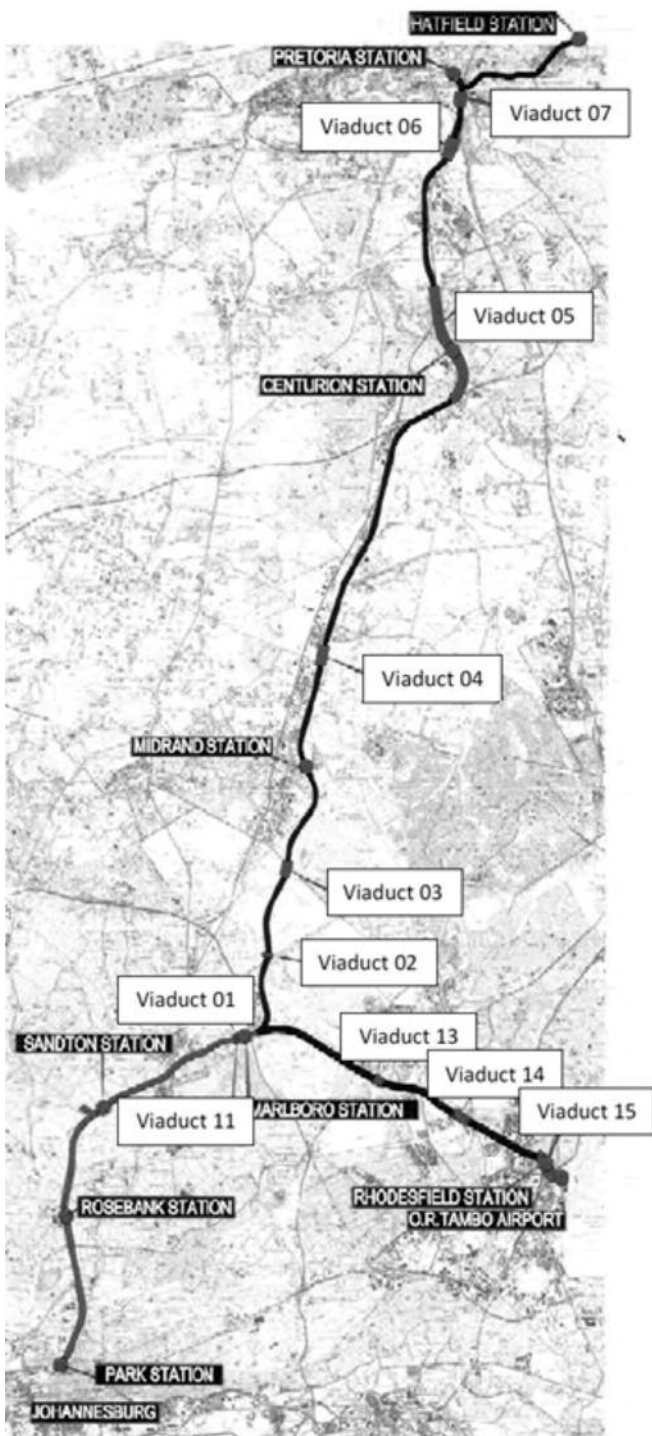 HATFIELD STATION
PRETORIA STATION
Viaduct 06
Viaduct 07
Viaduct 05
CENTURION STATION
Viaduct 04
MIDRAND STATION
Viaduct 03
Viaduct 02
Viaduct 01
SANDTON STATION
Viaduct 13
Viaduct 14
MARLBORO STATION
Viaduct 11
Viaduct 15
RHODESFIELD STATION
O.R.TAMBO AIRPORT
ROSEBANK STATION
PARK STATION
JOHANNESBURG